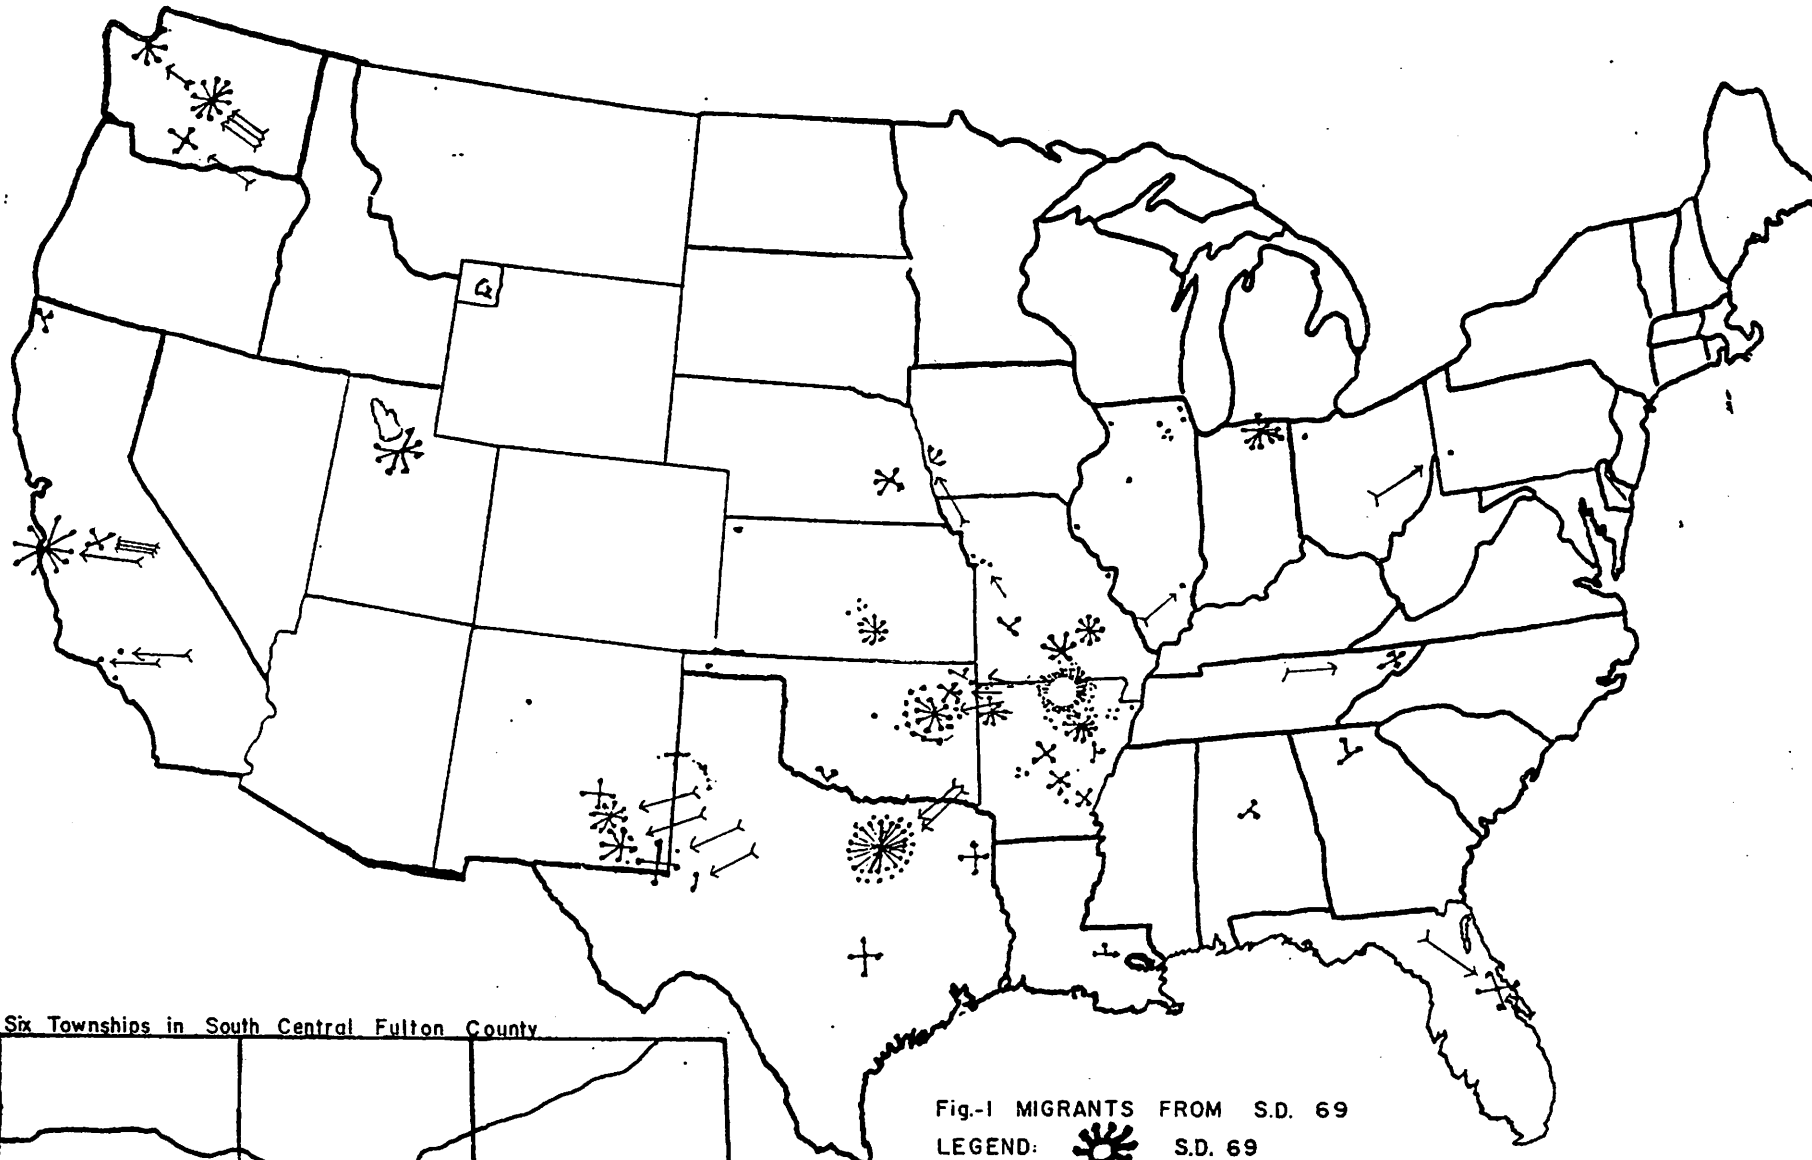 Six Townships in South Central Fulton County
Fig.-1 MIGRANTS FROM S.D. 69
LEGEND: S.D. 69